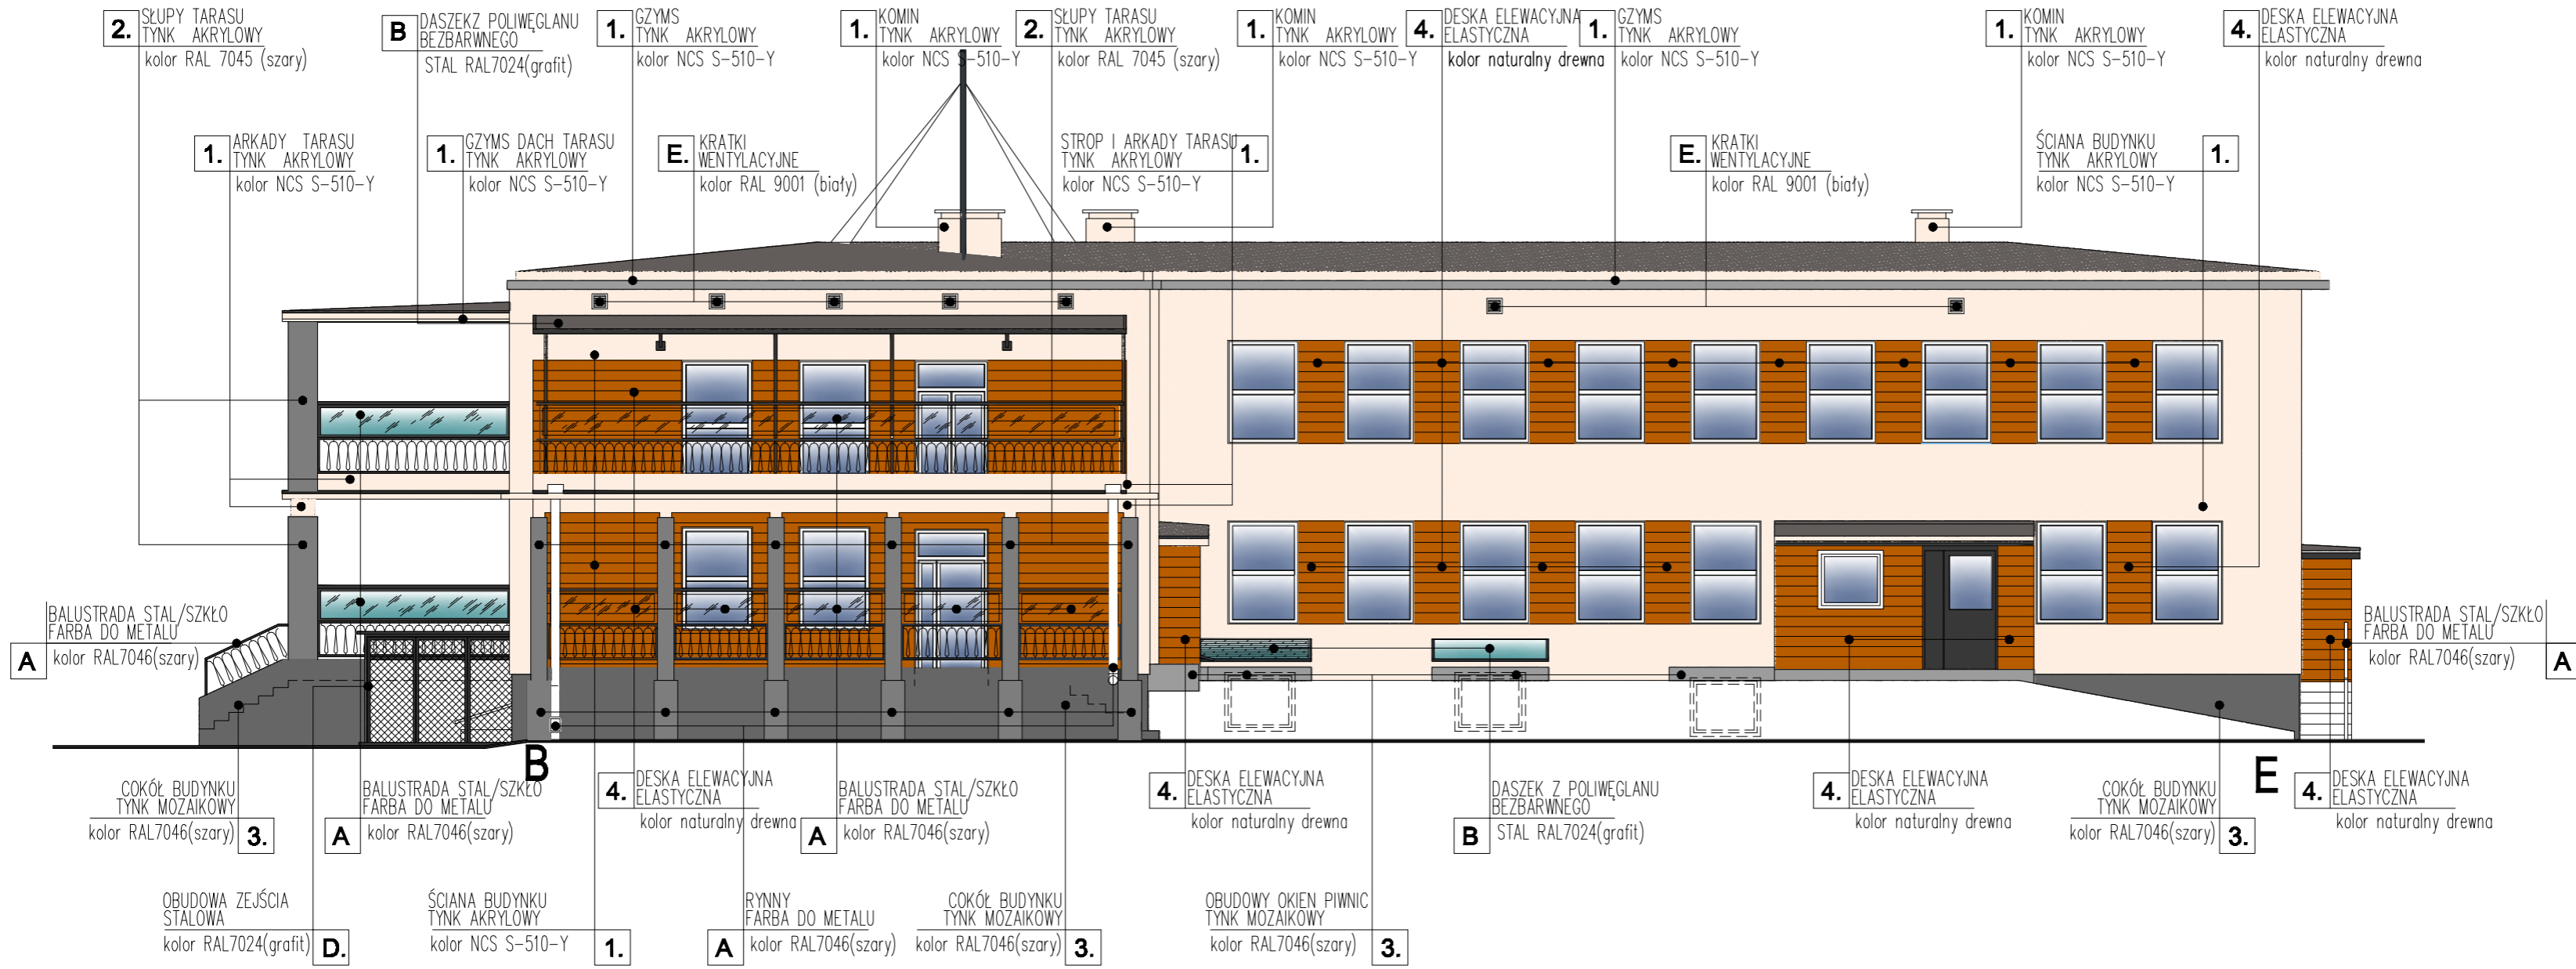 2.
SŁUPY TARASU
TYNK AKRYLOWY
kolor RAL 7045 (szary)
B
DASZEKZ POLIWĘGLANU
BEZBARWNEGO
STAL RAL7024(grafit)
1.
GZYMS
TYNK AKRYLOWY
kolor NCS S-510-Y
1.
KOMIN
TYNK AKRYLOWY
kolor NCS S-510-Y
2.
SŁUPY TARASU
TYNK AKRYLOWY
kolor RAL 7045 (szary)
1.
KOMIN
TYNK AKRYLOWY
kolor NCS S-510-Y
4.
DESKA ELEWACYJNA
ELASTYCZNA
kolor naturalny drewna
1.
GZYMS
TYNK AKRYLOWY
kolor NCS S-510-Y
1.
KOMIN
TYNK AKRYLOWY
kolor NCS S-510-Y
4.
DESKA ELEWACYJNA
ELASTYCZNA
kolor naturalny drewna
1.
ARKADY TARASU
TYNK AKRYLOWY
kolor NCS S-510-Y
1.
GZYMS DACH TARASU
TYNK AKRYLOWY
kolor NCS S-510-Y
E.
KRATKI
WENTYLACYJNE
kolor RAL 9001 (biały)
STROP I ARKADY TARASU
TYNK AKRYLOWY
kolor NCS S-510-Y
1.
E.
KRATKI
WENTYLACYJNE
kolor RAL 9001 (biały)
ŚCIANA BUDYNKU
TYNK AKRYLOWY
kolor NCS S-510-Y
1.
BALUSTRADA STAL/SZKŁO
FARBA DO METALU
kolor RAL7046(szary)
A
BALUSTRADA STAL/SZKŁO
FARBA DO METALU
kolor RAL7046(szary)
A
B
E
COKÓŁ BUDYNKU
TYNK MOZAIKOWY
kolor RAL7046(szary)
3.
BALUSTRADA STAL/SZKŁO
FARBA DO METALU
kolor RAL7046(szary)
A
4.
DESKA ELEWACYJNA
ELASTYCZNA
kolor naturalny drewna
BALUSTRADA STAL/SZKŁO
FARBA DO METALU
kolor RAL7046(szary)
A
4.
DESKA ELEWACYJNA
ELASTYCZNA
kolor naturalny drewna
DASZEK Z POLIWĘGLANU
BEZBARWNEGO
STAL RAL7024(grafit)
B
4.
DESKA ELEWACYJNA
ELASTYCZNA
kolor naturalny drewna
COKÓŁ BUDYNKU
TYNK MOZAIKOWY
kolor RAL7046(szary)
3.
4.
DESKA ELEWACYJNA
ELASTYCZNA
kolor naturalny drewna
OBUDOWA ZEJŚCIA
STALOWA
kolor RAL7024(grafit)
D.
ŚCIANA BUDYNKU
TYNK AKRYLOWY
kolor NCS S-510-Y
1.
RYNNY
FARBA DO METALU
kolor RAL7046(szary)
A
COKÓŁ BUDYNKU
TYNK MOZAIKOWY
kolor RAL7046(szary)
3.
OBUDOWY OKIEN PIWNIC
TYNK MOZAIKOWY
kolor RAL7046(szary)
3.